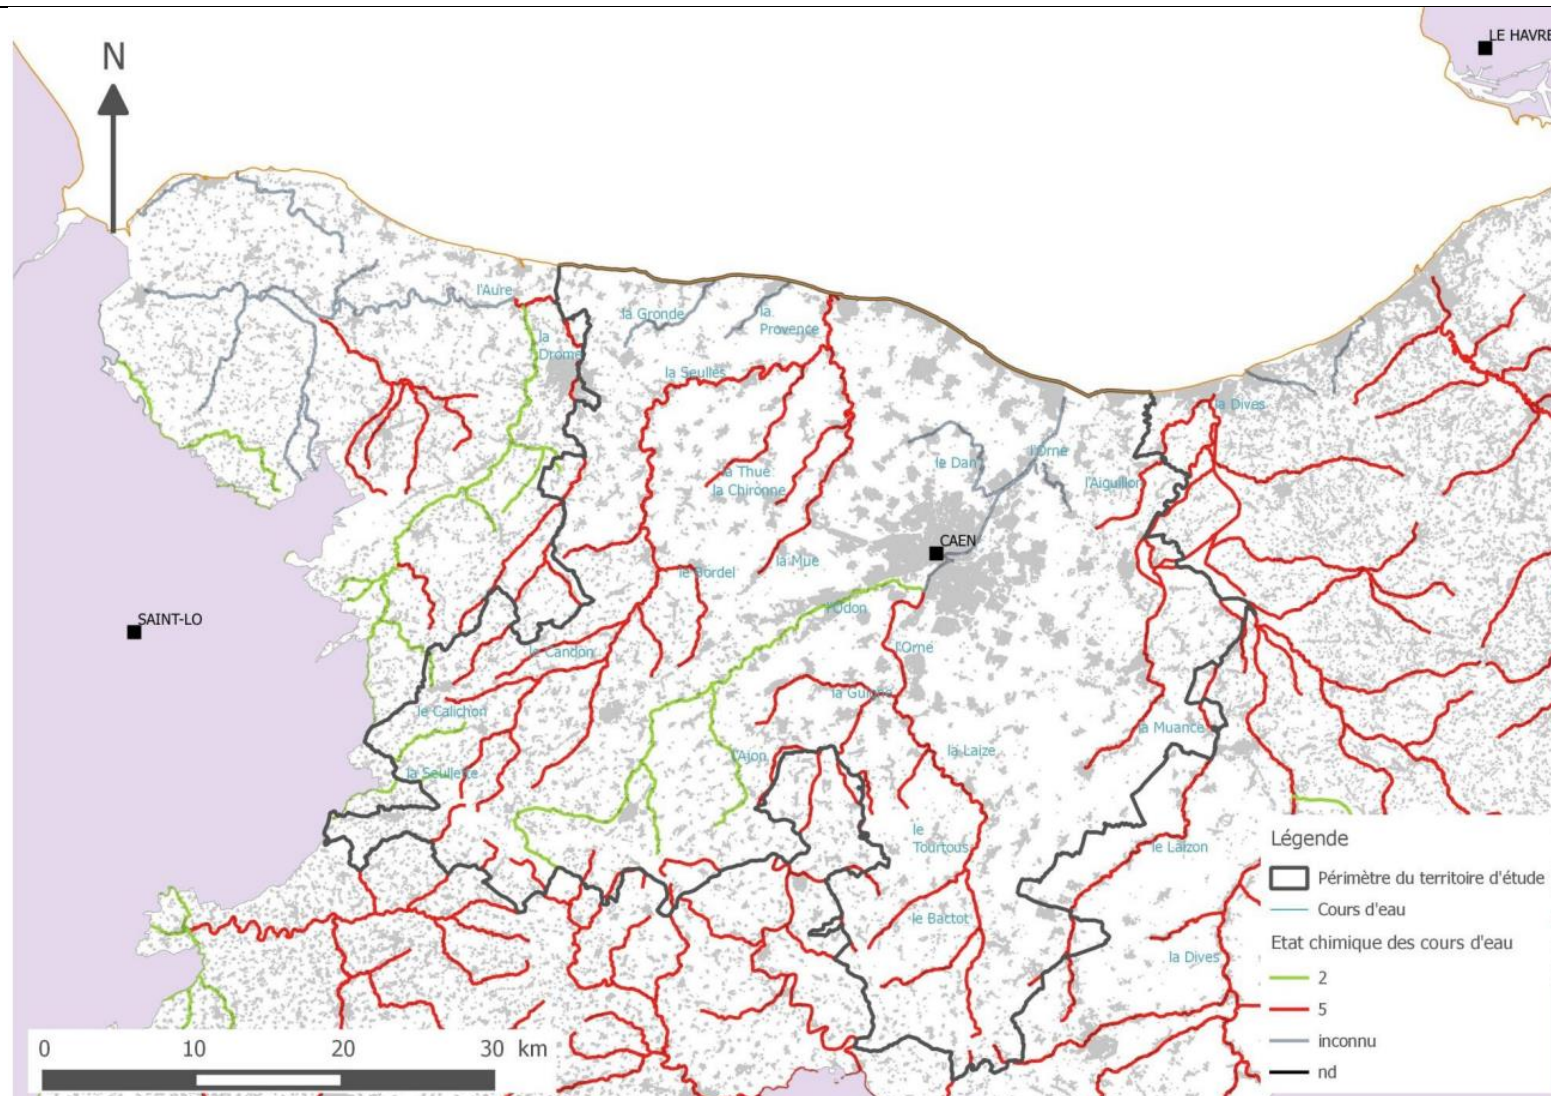 LE HAVRE
N
l'Aure
la Gronde
la
Provence
la
Drome
la Seulles
la Dives
la Thue
la Chironne
le Dan
l'Orne
l'Aiguillon
CAEN
la Mue
le Bordel
l'Odon
SAINT-LO
le Candon
l'Orne
la Guigne
le Calichon
la Muance
l'Ajon
la Laize
la Seullette
le
Tourtous
le Laizon
le Bactot
la Dives
Légende
Périmètre du territoire d'étude
Cours d'eau
Etat chimique des cours d'eau
2
5
inconnu
nd
0 10 20 30 km